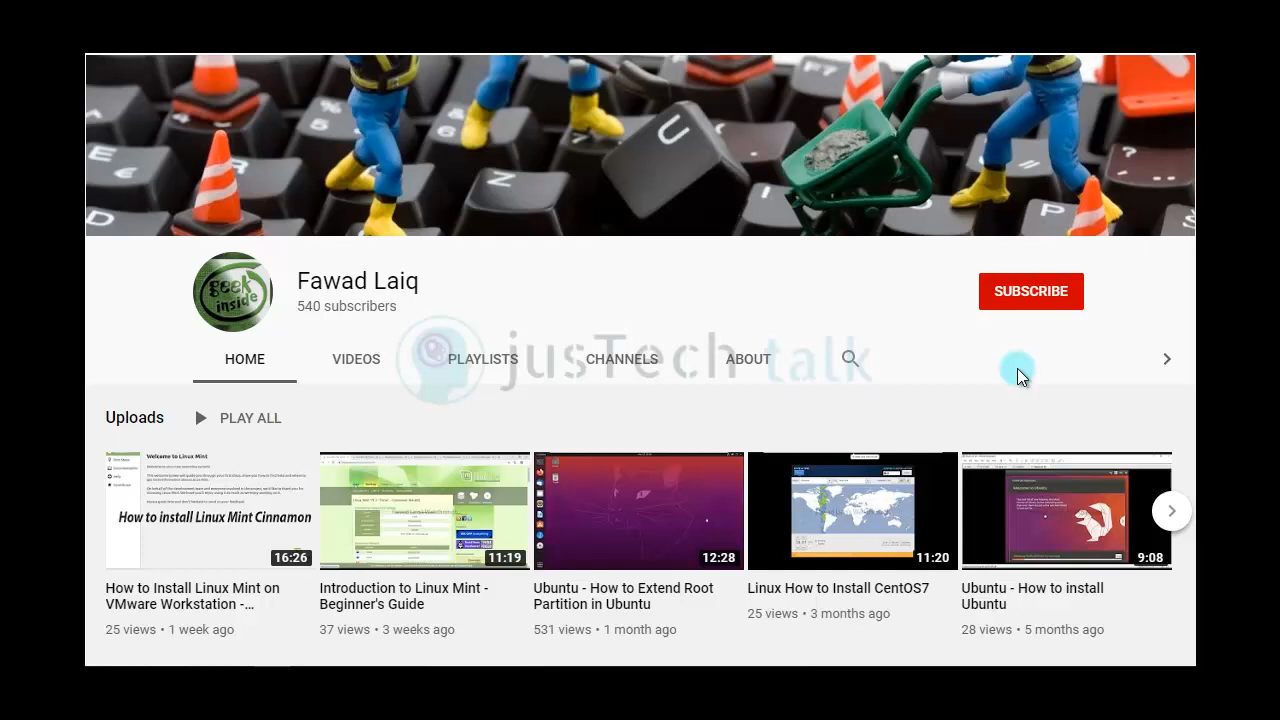 F7
5
6
8
U
E
R
Z
=
?
:
I
P
D
geek
inside
Fawad Laiq
540 subscribers
SUBSCRIBE
HOME VIDEOS PLAYLISTS CHANNELS ABOUT
jusTech talk
Uploads PLAY ALL
Welcome to Linux Mint
How to install Linux Mint Cinnamon
16:26
11:19
12:28
11:20
9:08
How to Install Linux Mint on
VMware Workstation -...
25 views • 1 week ago
Introduction to Linux Mint -
Beginner's Guide
37 views • 3 weeks ago
Ubuntu - How to Extend Root
Partition in Ubuntu
531 views • 1 month ago
Linux How to Install CentOS7
25 views • 3 months ago
Ubuntu - How to install
Ubuntu
28 views • 5 months ago